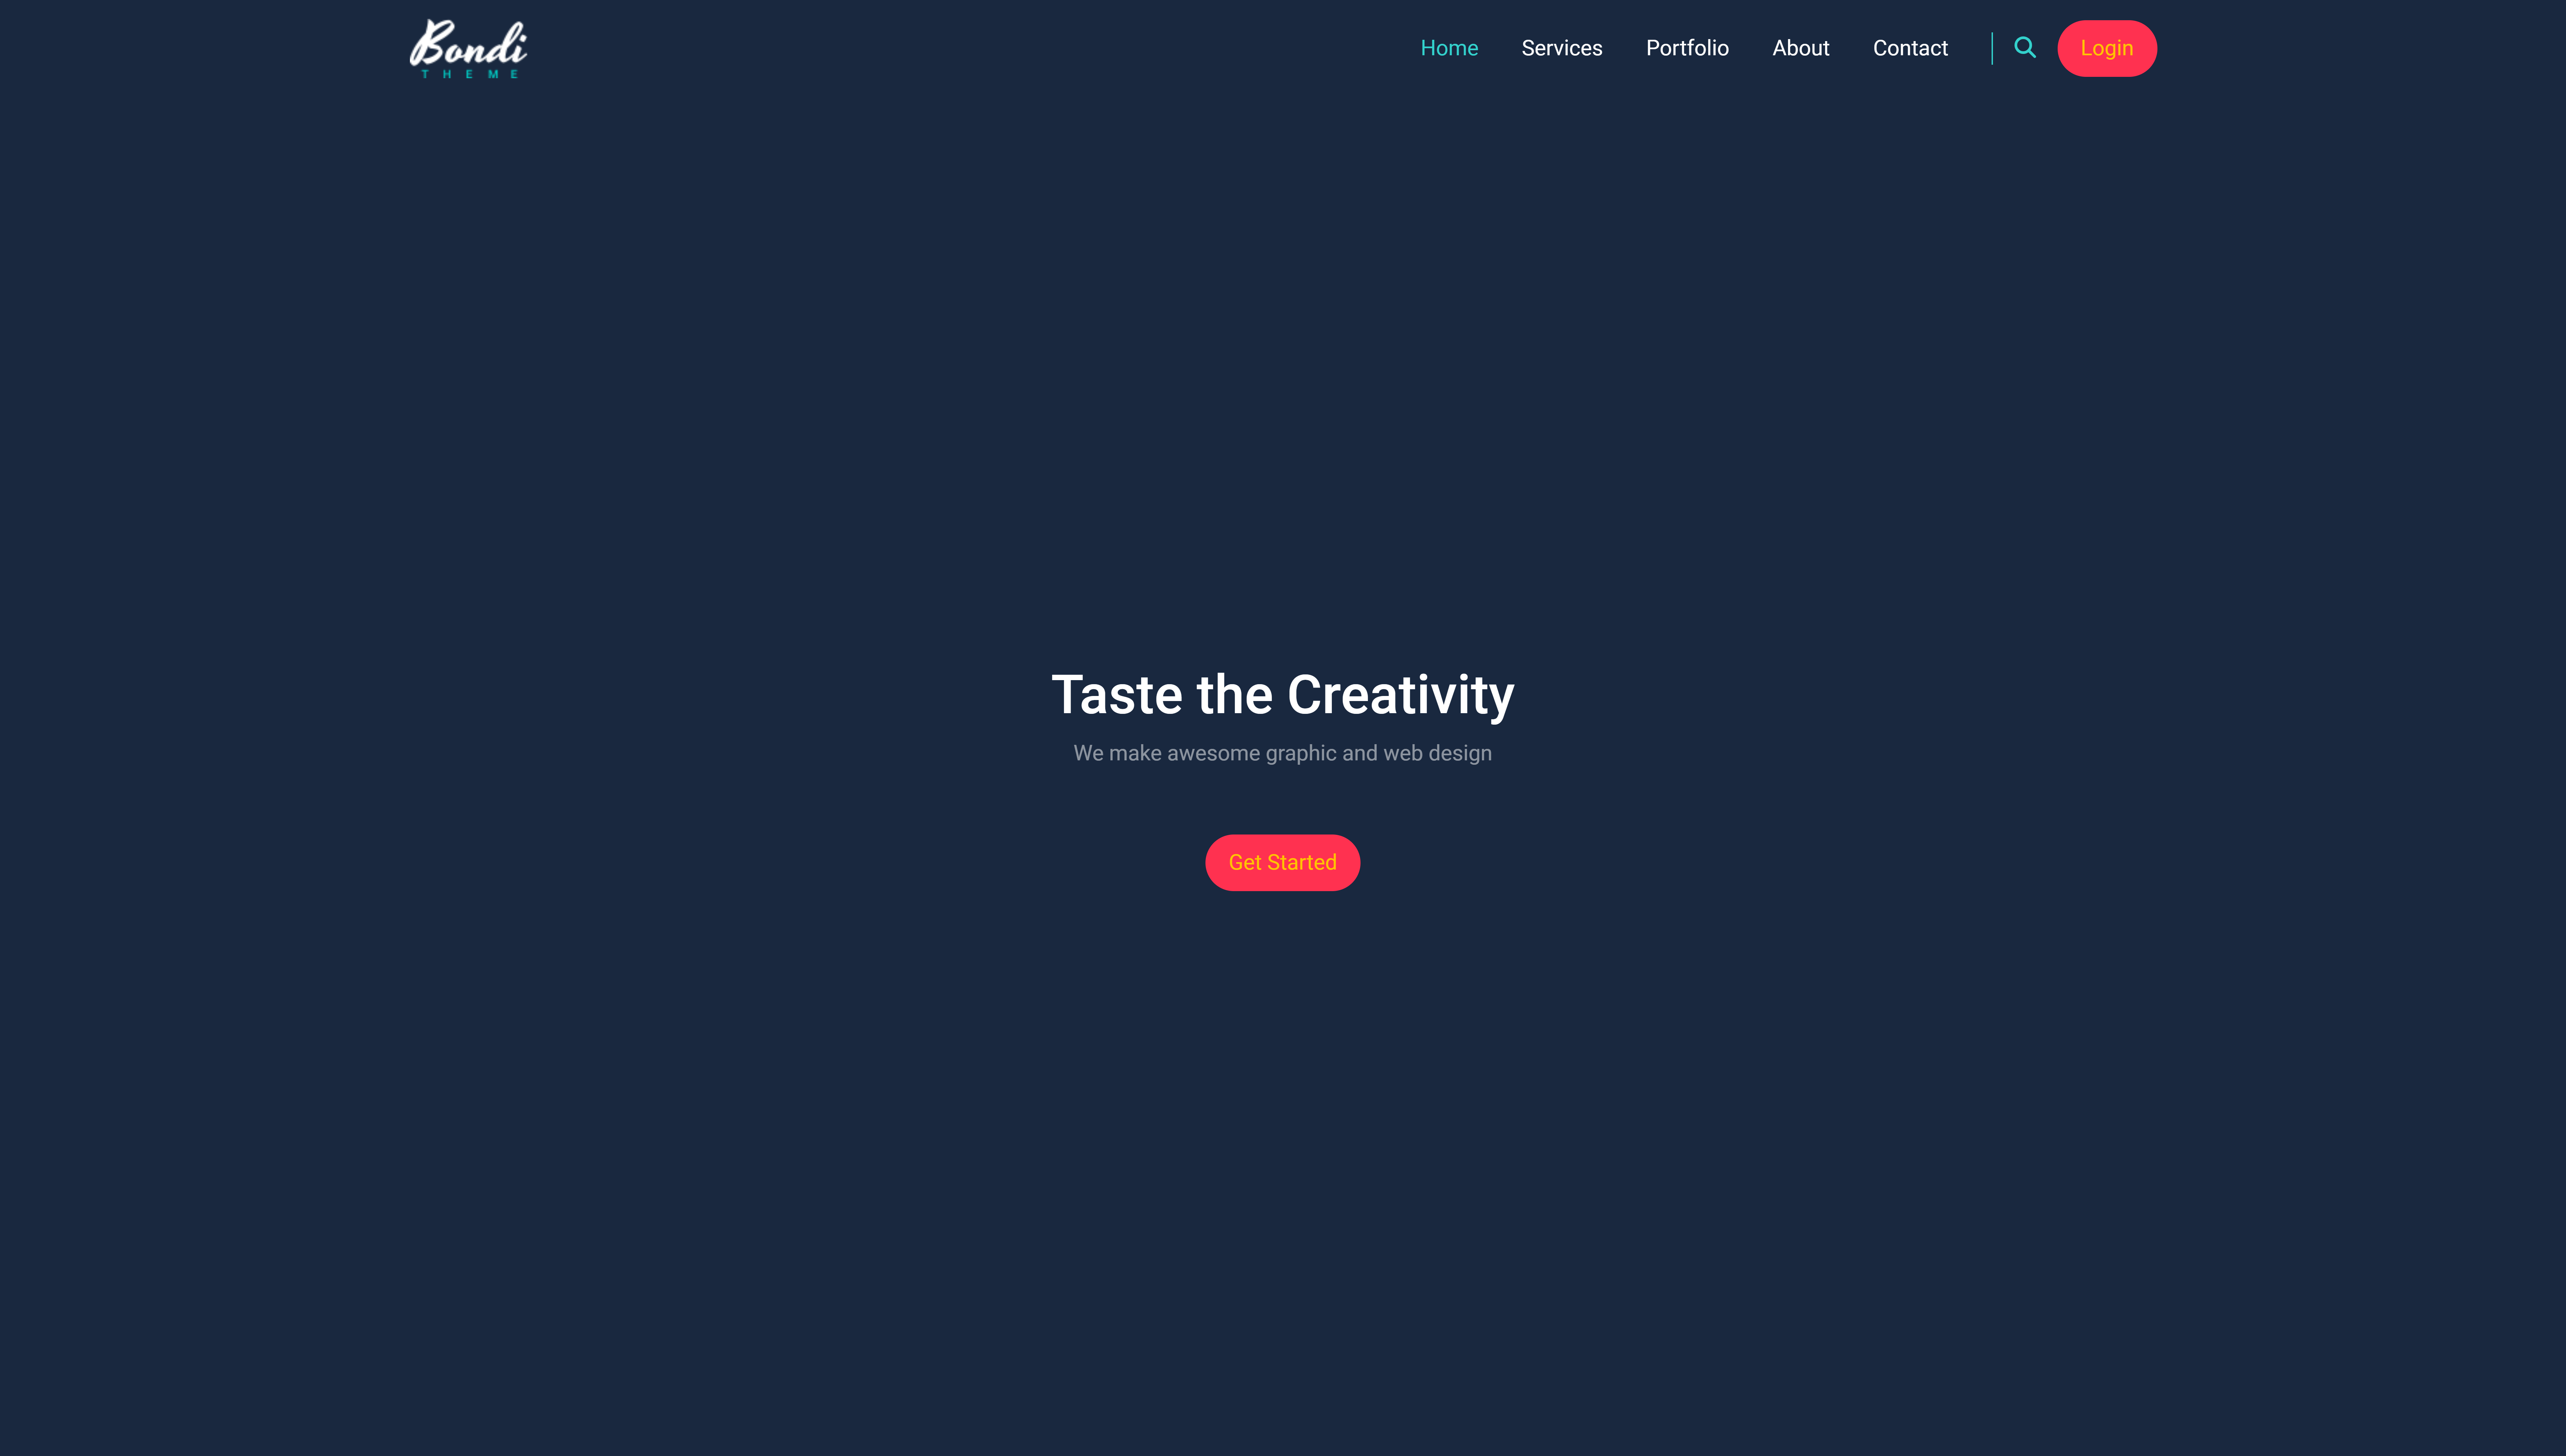 Bondi
THEME
Home Services Portfolio About Contact Login
Taste the Creativity
We make awesome graphic and web design
Get Started